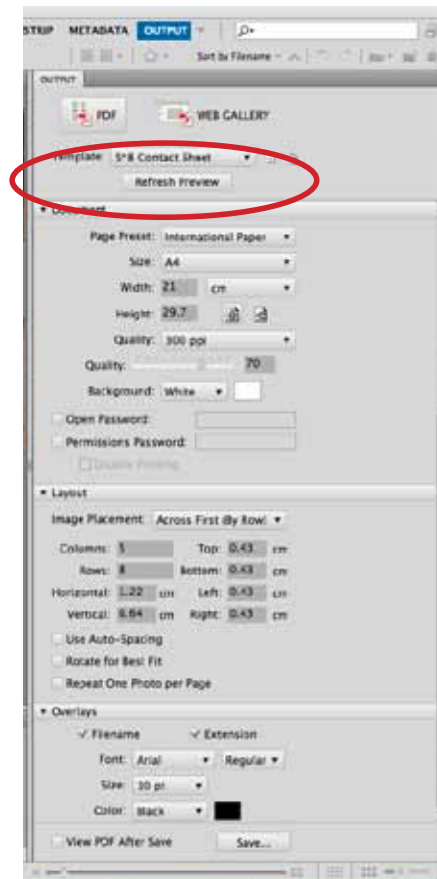 STRIP METADATA OUTPUT
Sort by Filename
OUTPUT
PDF WEB GALLERY
Template: 5*8 Contact Sheet
Refresh Preview
Document
Page Preset: International Paper
Size: A4
Width: 21 cm
Height: 29.7
Quality: 300 ppi
Quality: 70
Background: White
Open Password:
Permissions Password:
Disable Printing
Layout
Image Placement: Across First (By Row)
Columns: 5 Top: 0.43 cm
Rows: 8 Bottom: 0.43 cm
Horizontal: 1.22 cm Left: 0.43 cm
Vertical: 0.64 cm Right: 0.43 cm
Use Auto-Spacing
Rotate for Best Fit
Repeat One Photo per Page
Overlays
Filename Extension
Font: Arial Regular
Size: 10 pt
Color: Black
View PDF After Save Save...